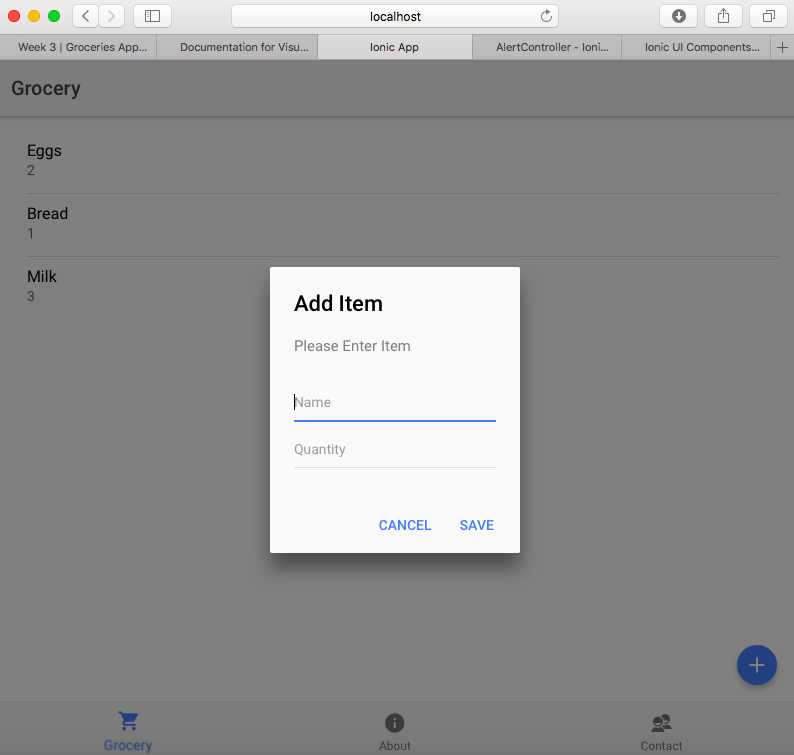 localhost
Week 3 | Groceries App...
Documentation for Visu...
Ionic App
AlertController - Ioni...
Ionic UI Components...
Grocery
Eggs
2
Bread
1
Milk
3
Add Item
Please Enter Item
Name
Quantity
CANCEL
SAVE
Grocery
About
Contact